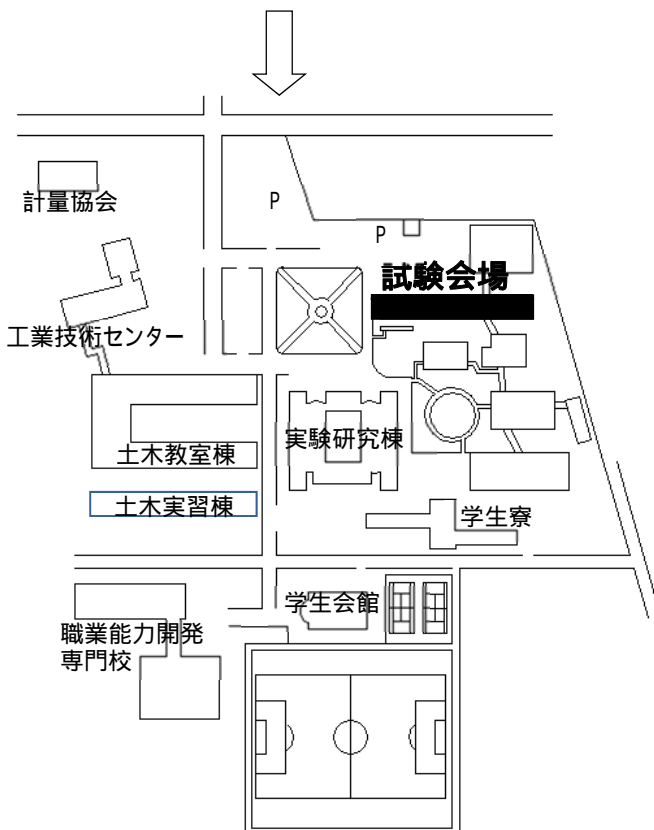 計量協会
P
P
試験会場
工業技術センター
実験研究棟
土木教室棟
土木実習棟
学生寮
学生会館
職業能力開発
専門校